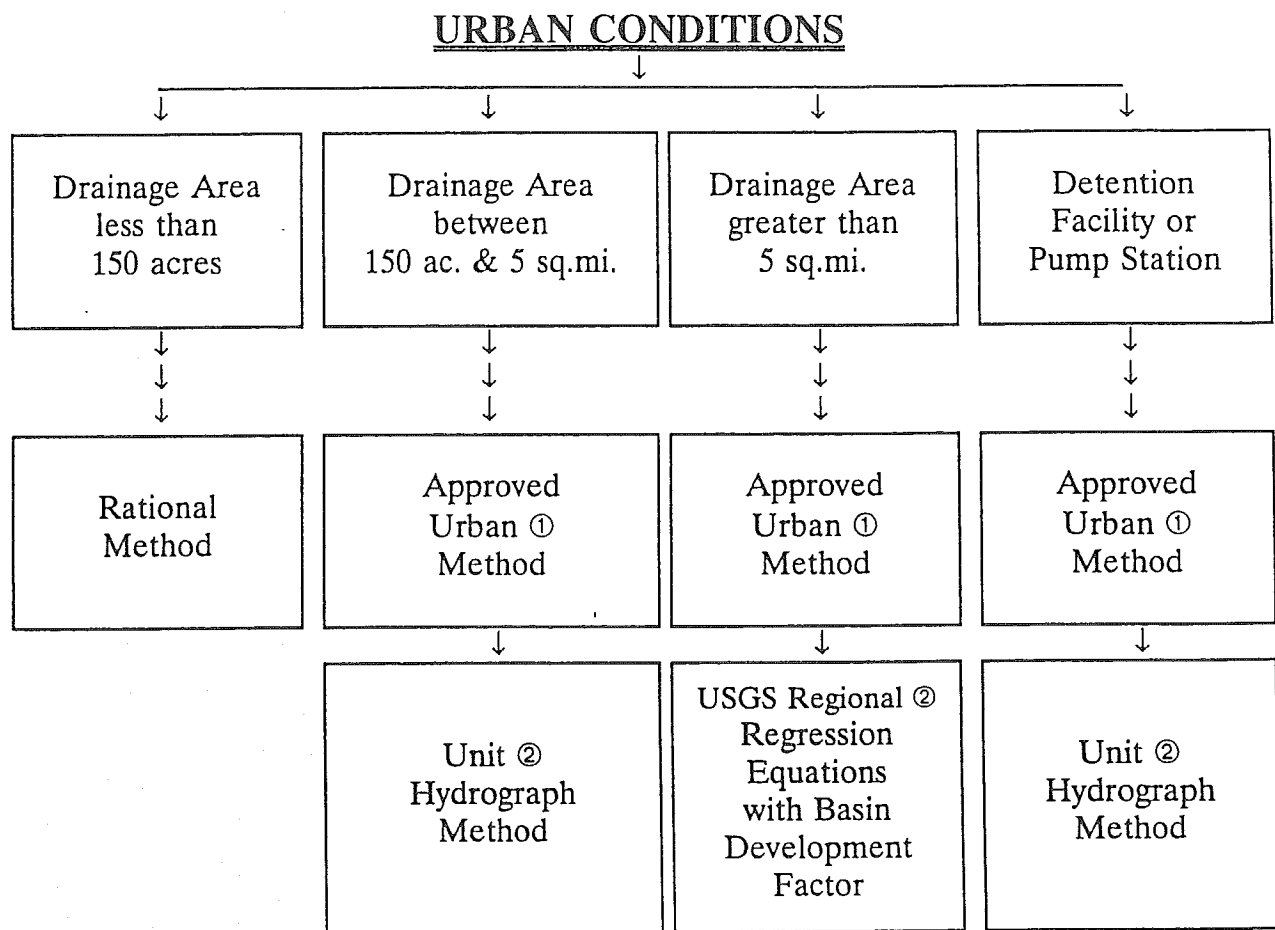 URBAN CONDITIONS
Drainage Area
less than
150 acres
Drainage Area
between
150 ac. & 5 sq.mi.
Drainage Area
greater than
5 sq.mi.
Detention
Facility or
Pump Station
Rational
Method
Approved
Urban ①
Method
Approved
Urban ①
Method
Approved
Urban ①
Method
Unit ②
Hydrograph
Method
USGS Regional ②
Regression
Equations
with Basin
Development
Factor
Unit ②
Hydrograph
Method